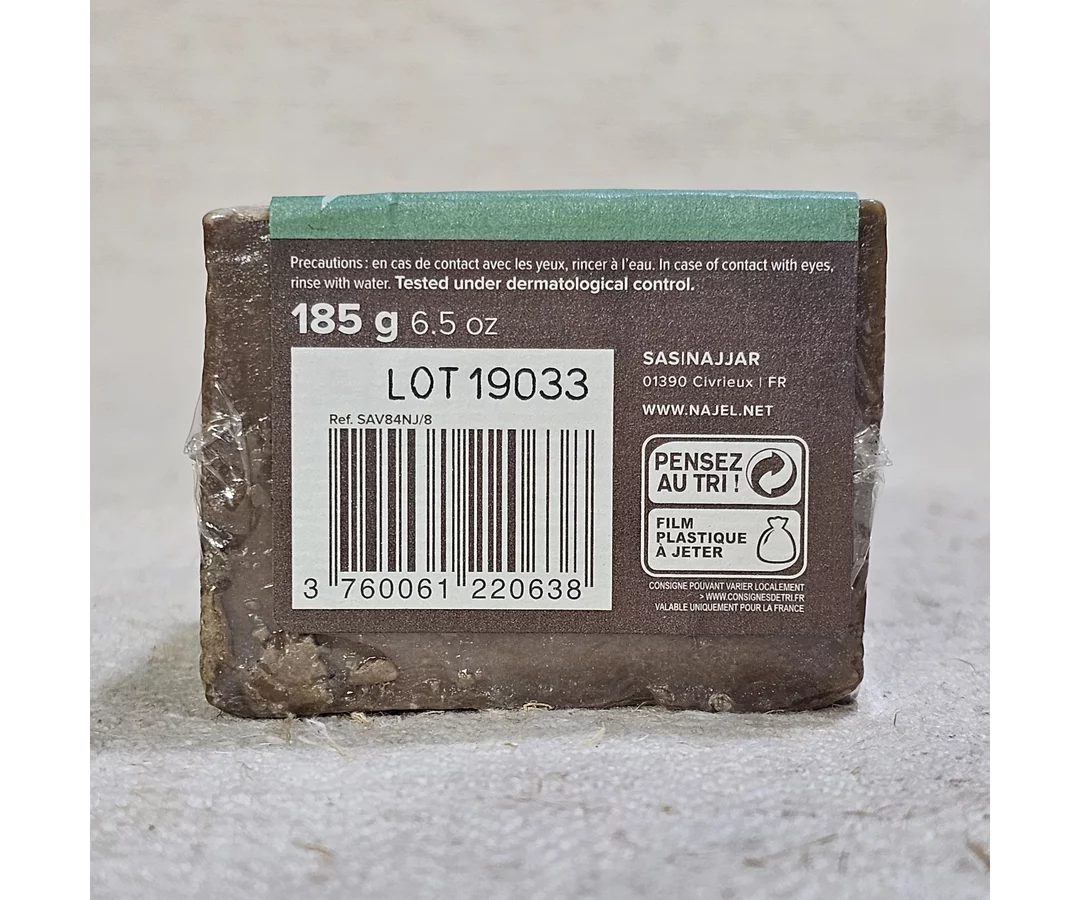 Precautions : en cas de contact avec les yeux, rincer à l'eau. In case of contact with eyes,
rinse with water. Tested under dermatological control.
185 g 6.5 oz
LOT 19033
Ref. SAV84NJ/8
3 760061 220638
SAS|NAJJAR
01390 Civrieux | FR
WWW.NAJEL.NET
PENSEZ
AU TRI !
FILM
PLASTIQUE
À JETER
CONSIGNE POUVANT VARIER LOCALEMENT
> WWW.CONSIGNESDETRI.FR
VALABLE UNIQUEMENT POUR LA FRANCE